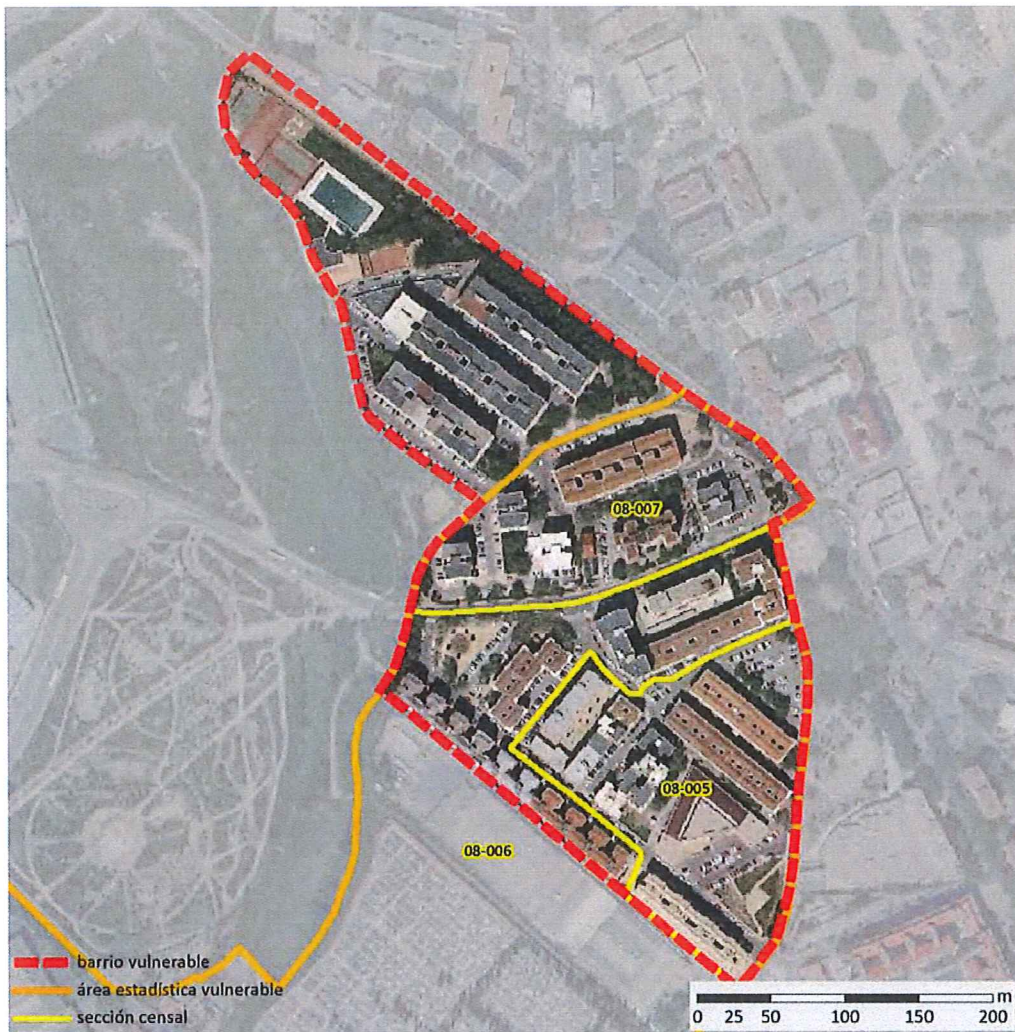 08-007
08-005
08-006
barrio vulnerable
área estadística vulnerable
sección censal
m
0 25 50 100 150 200